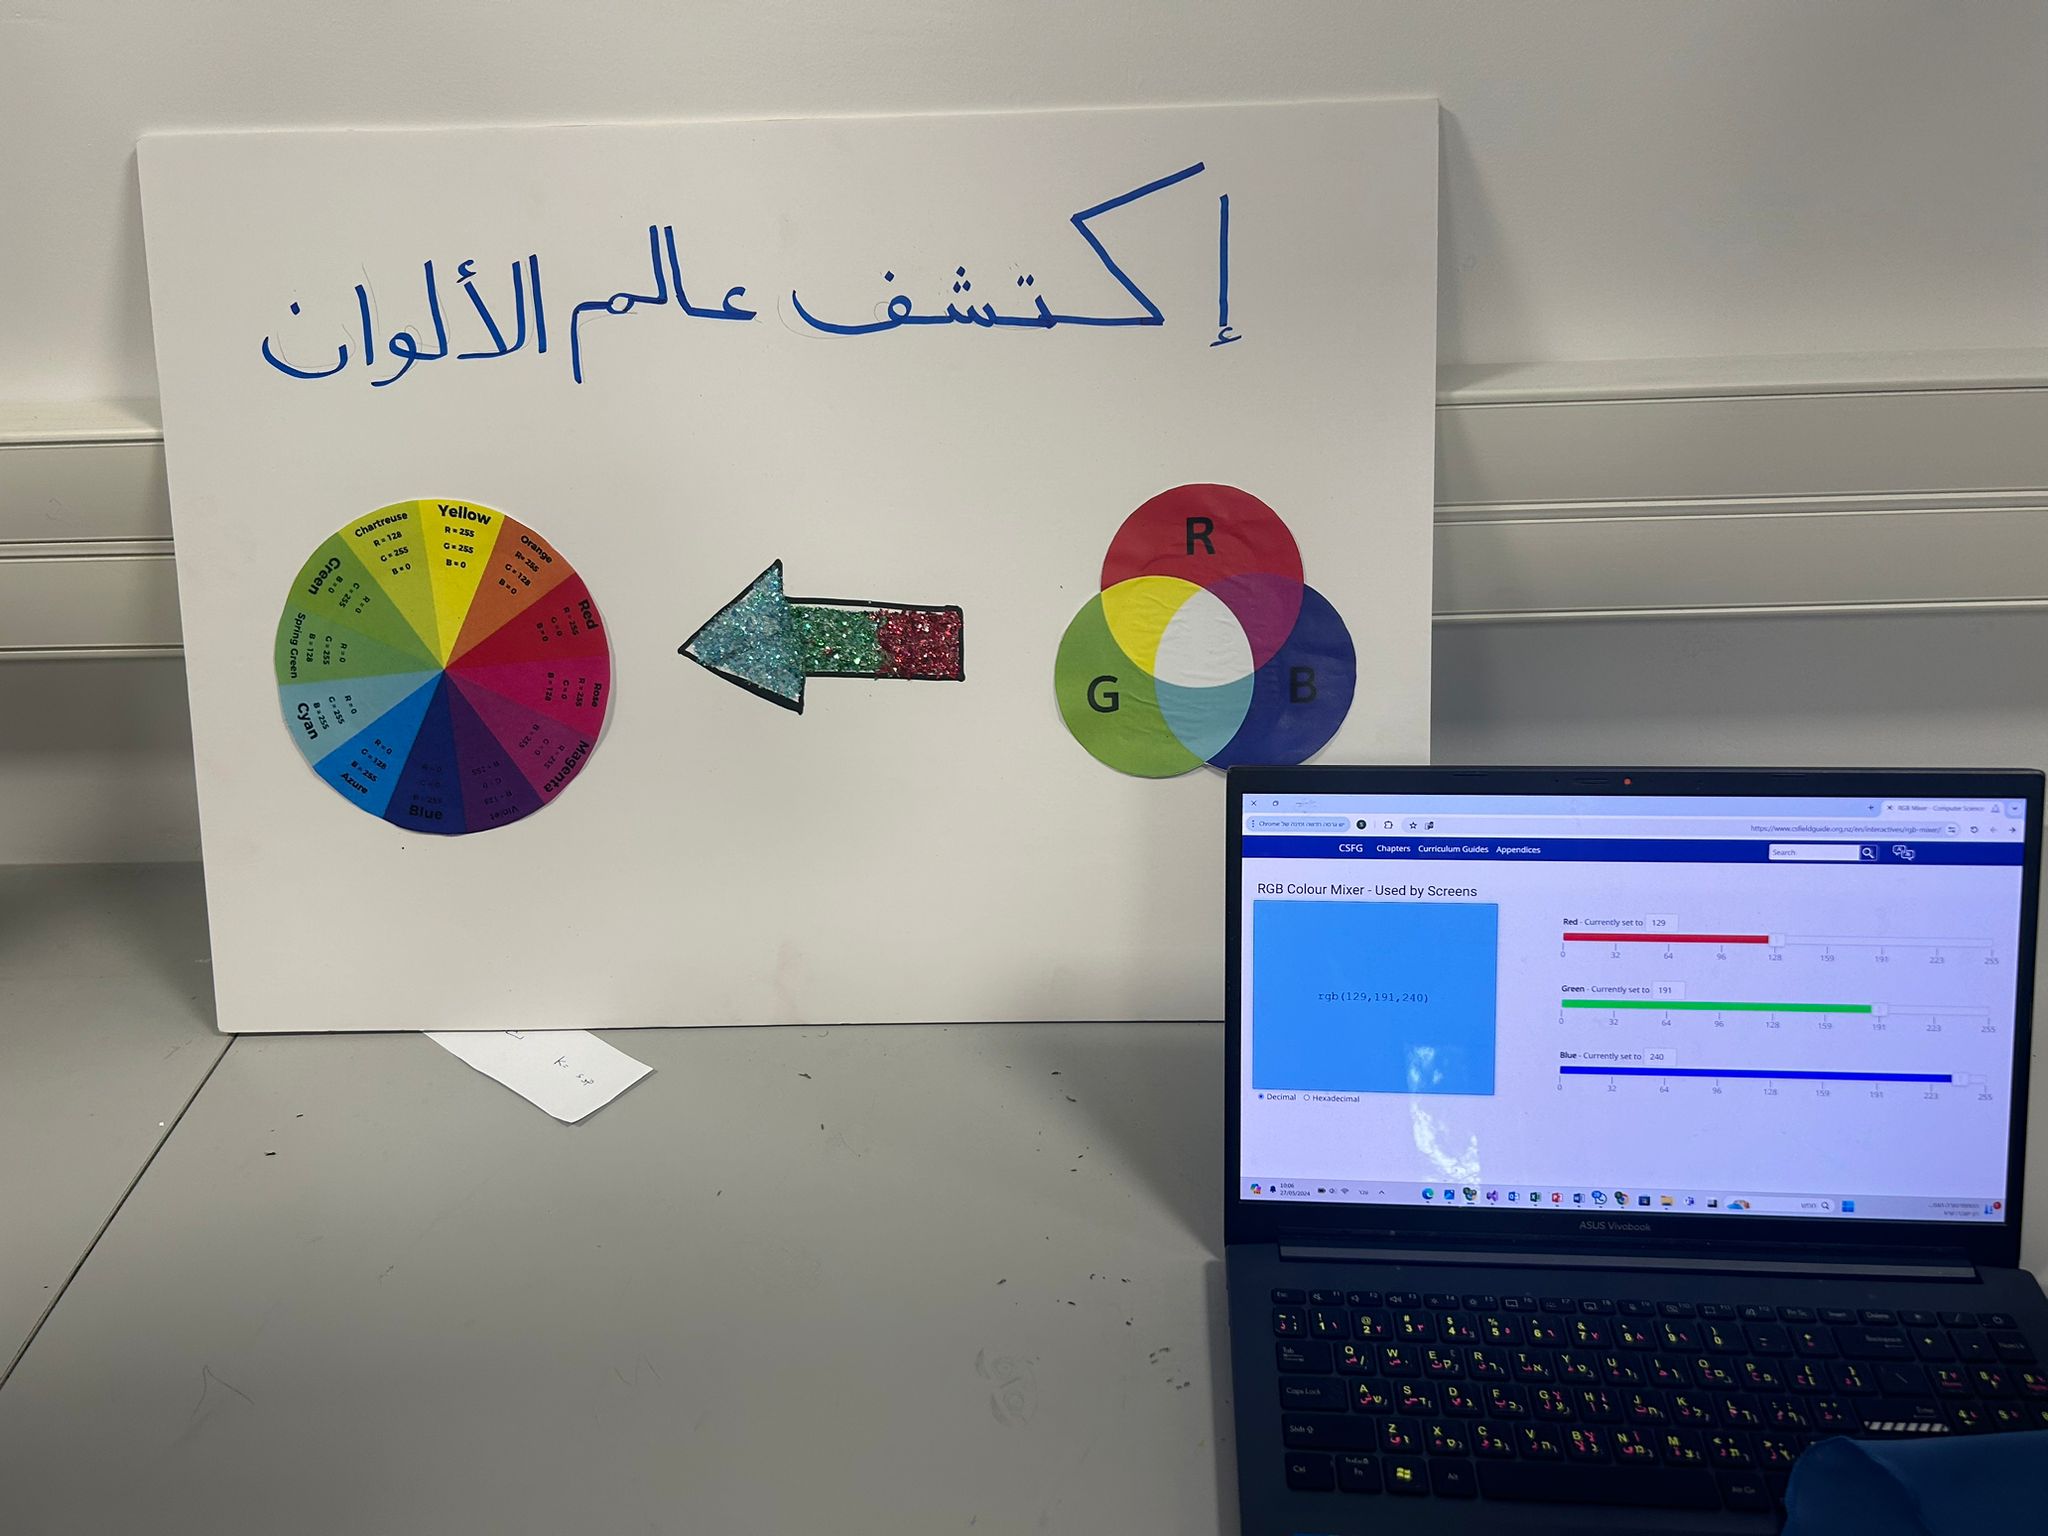 إكتشف عالم الألوان
Yellow
R = 255
G = 255
B = 0
Orange
R= 255
G = 128
B = 0
Red
R = 255
G = 0
B = 0
Rose
R = 255
G = 0
B = 128
Magenta
R = 255
G = 0
B = 255
Violet
R = 128
G = 0
B = 255
Blue
R = 0
G = 0
B = 255
Azure
R = 0
G = 128
B = 255
Cyan
R = 0
G = 255
B = 255
Spring Green
R = 0
G = 255
B = 128
Green
R = 0
G = 255
B = 0
Chartreuse
R = 128
G = 255
B = 0
R
G
B
RGB Mixer - Computer Science
https://www.csfieldguide.org.nz/en/interactives/rgb-mixer/
CSFG Chapters Curriculum Guides Appendices
Search
RGB Colour Mixer - Used by Screens
rgb(129,191,240)
Decimal Hexadecimal
Red - Currently set to 129
0 32 64 96 128 159 191 223 255
Green - Currently set to 191
0 32 64 96 128 159 191 223 255
Blue - Currently set to 240
0 32 64 96 128 159 191 223 255
10:06
27/05/2024
חיפוש
ASUS Vivobook
K=